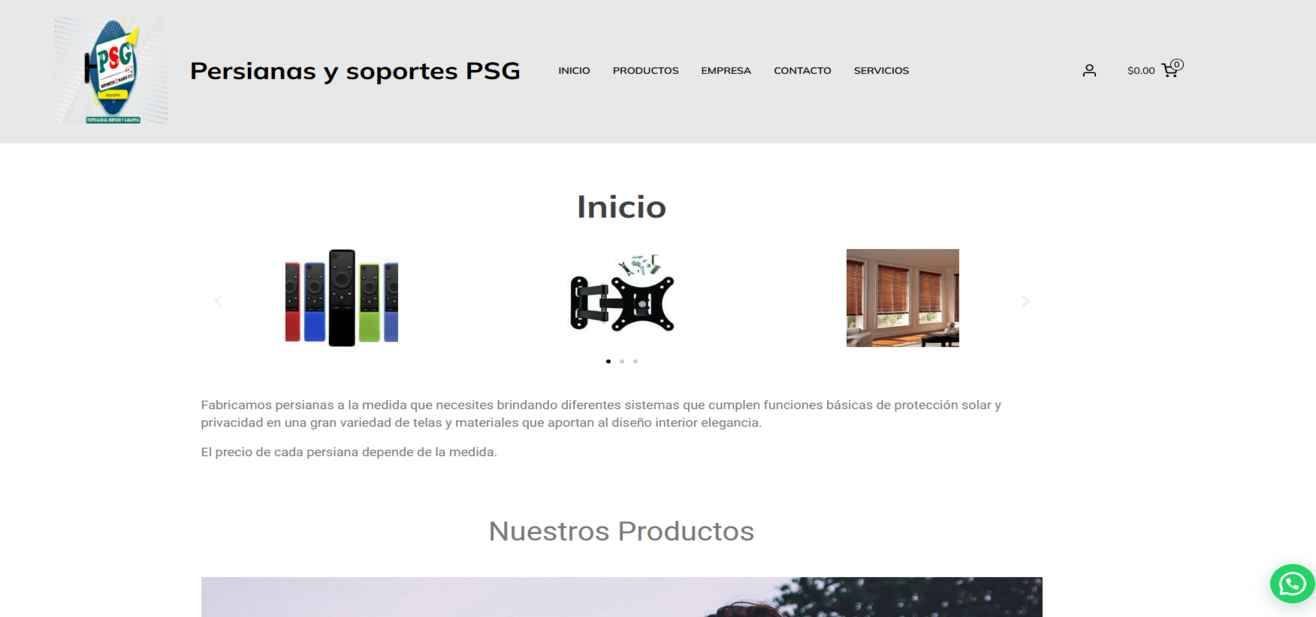 PSG
Persianas y soportes PSG
INICIO
PRODUCTOS
EMPRESA
CONTACTO
SERVICIOS
$0.00
0
Inicio
Fabricamos persianas a la medida que necesites brindando diferentes sistemas que cumplen funciones básicas de protección solar y
privacidad en una gran variedad de telas y materiales que aportan al diseño interior elegancia.
El precio de cada persiana depende de la medida.
Nuestros Productos